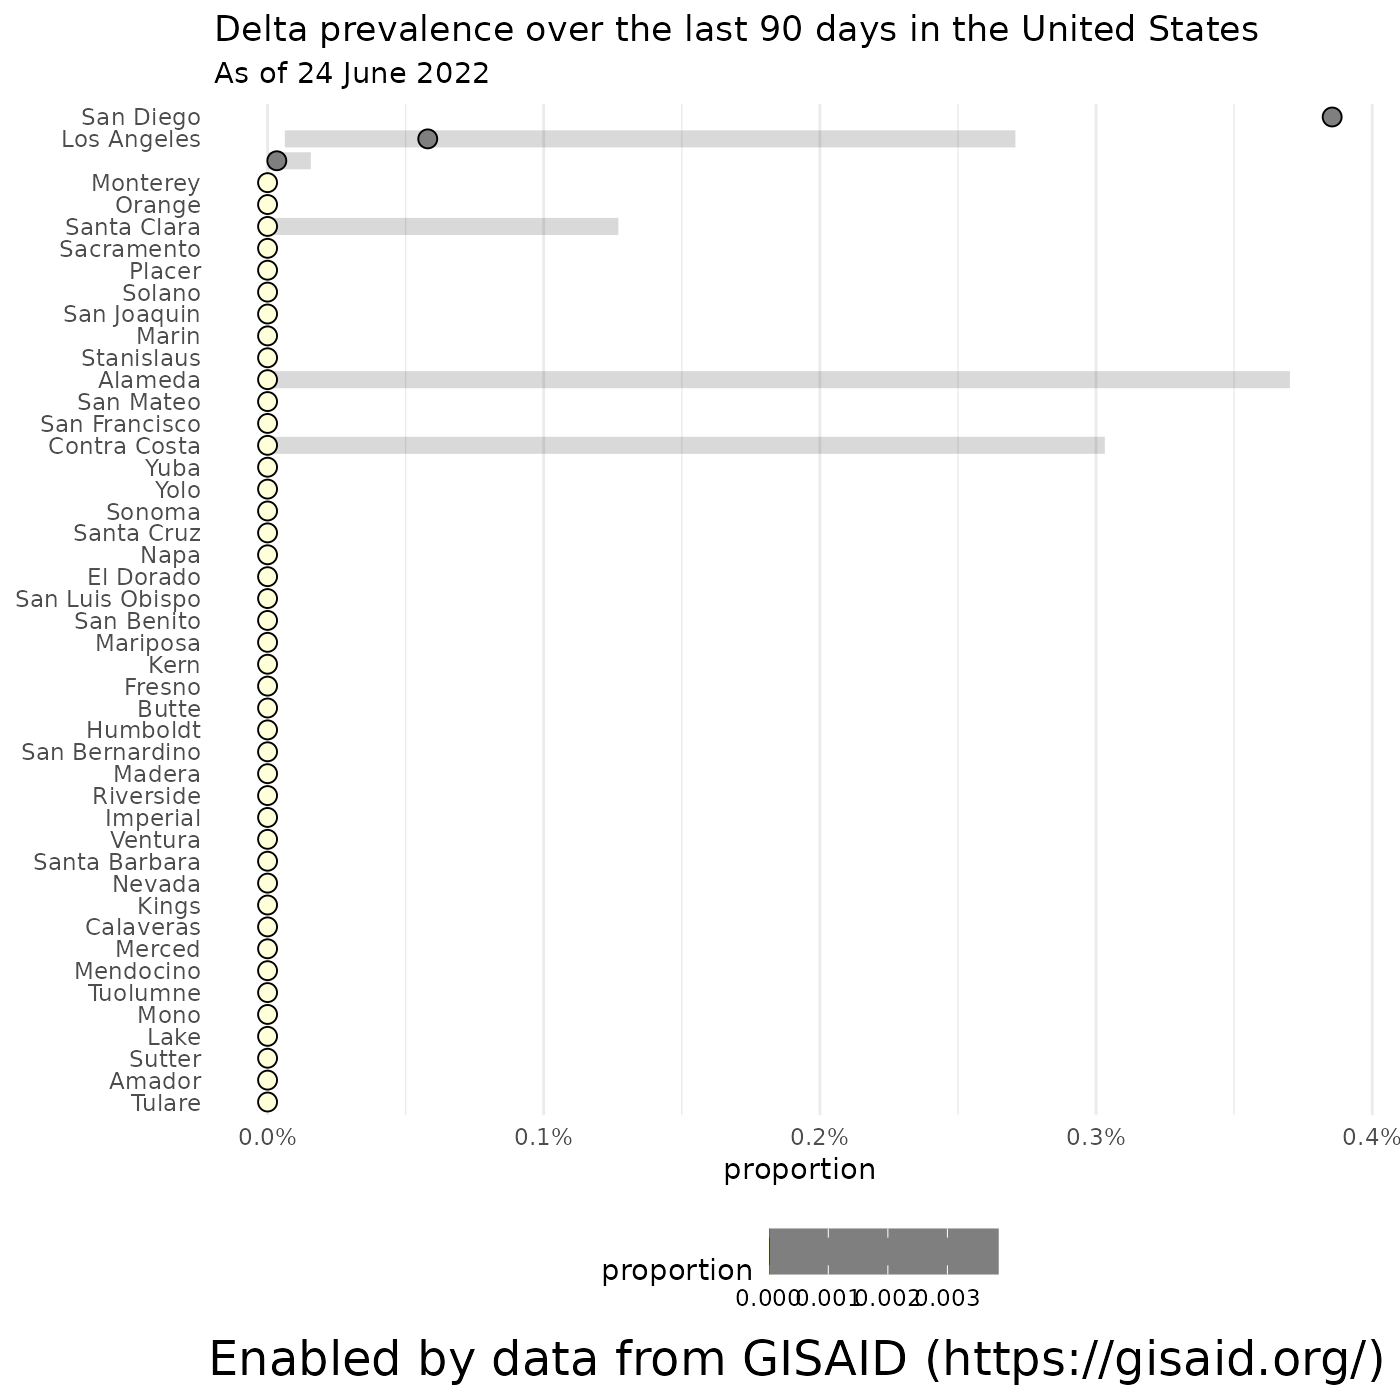 Delta prevalence over the last 90 days in the United States
As of 24 June 2022
San Diego
Los Angeles
Monterey
Orange
Santa Clara
Sacramento
Placer
Solano
San Joaquin
Marin
Stanislaus
Alameda
San Mateo
San Francisco
Contra Costa
Yuba
Yolo
Sonoma
Santa Cruz
Napa
El Dorado
San Luis Obispo
San Benito
Mariposa
Kern
Fresno
Butte
Humboldt
San Bernardino
Madera
Riverside
Imperial
Ventura
Santa Barbara
Nevada
Kings
Calaveras
Merced
Mendocino
Tuolumne
Mono
Lake
Sutter
Amador
Tulare
0.0% 0.1% 0.2% 0.3% 0.4%
proportion
proportion
0.000 0.001 0.002 0.003
Enabled by data from GISAID (https://gisaid.org/)